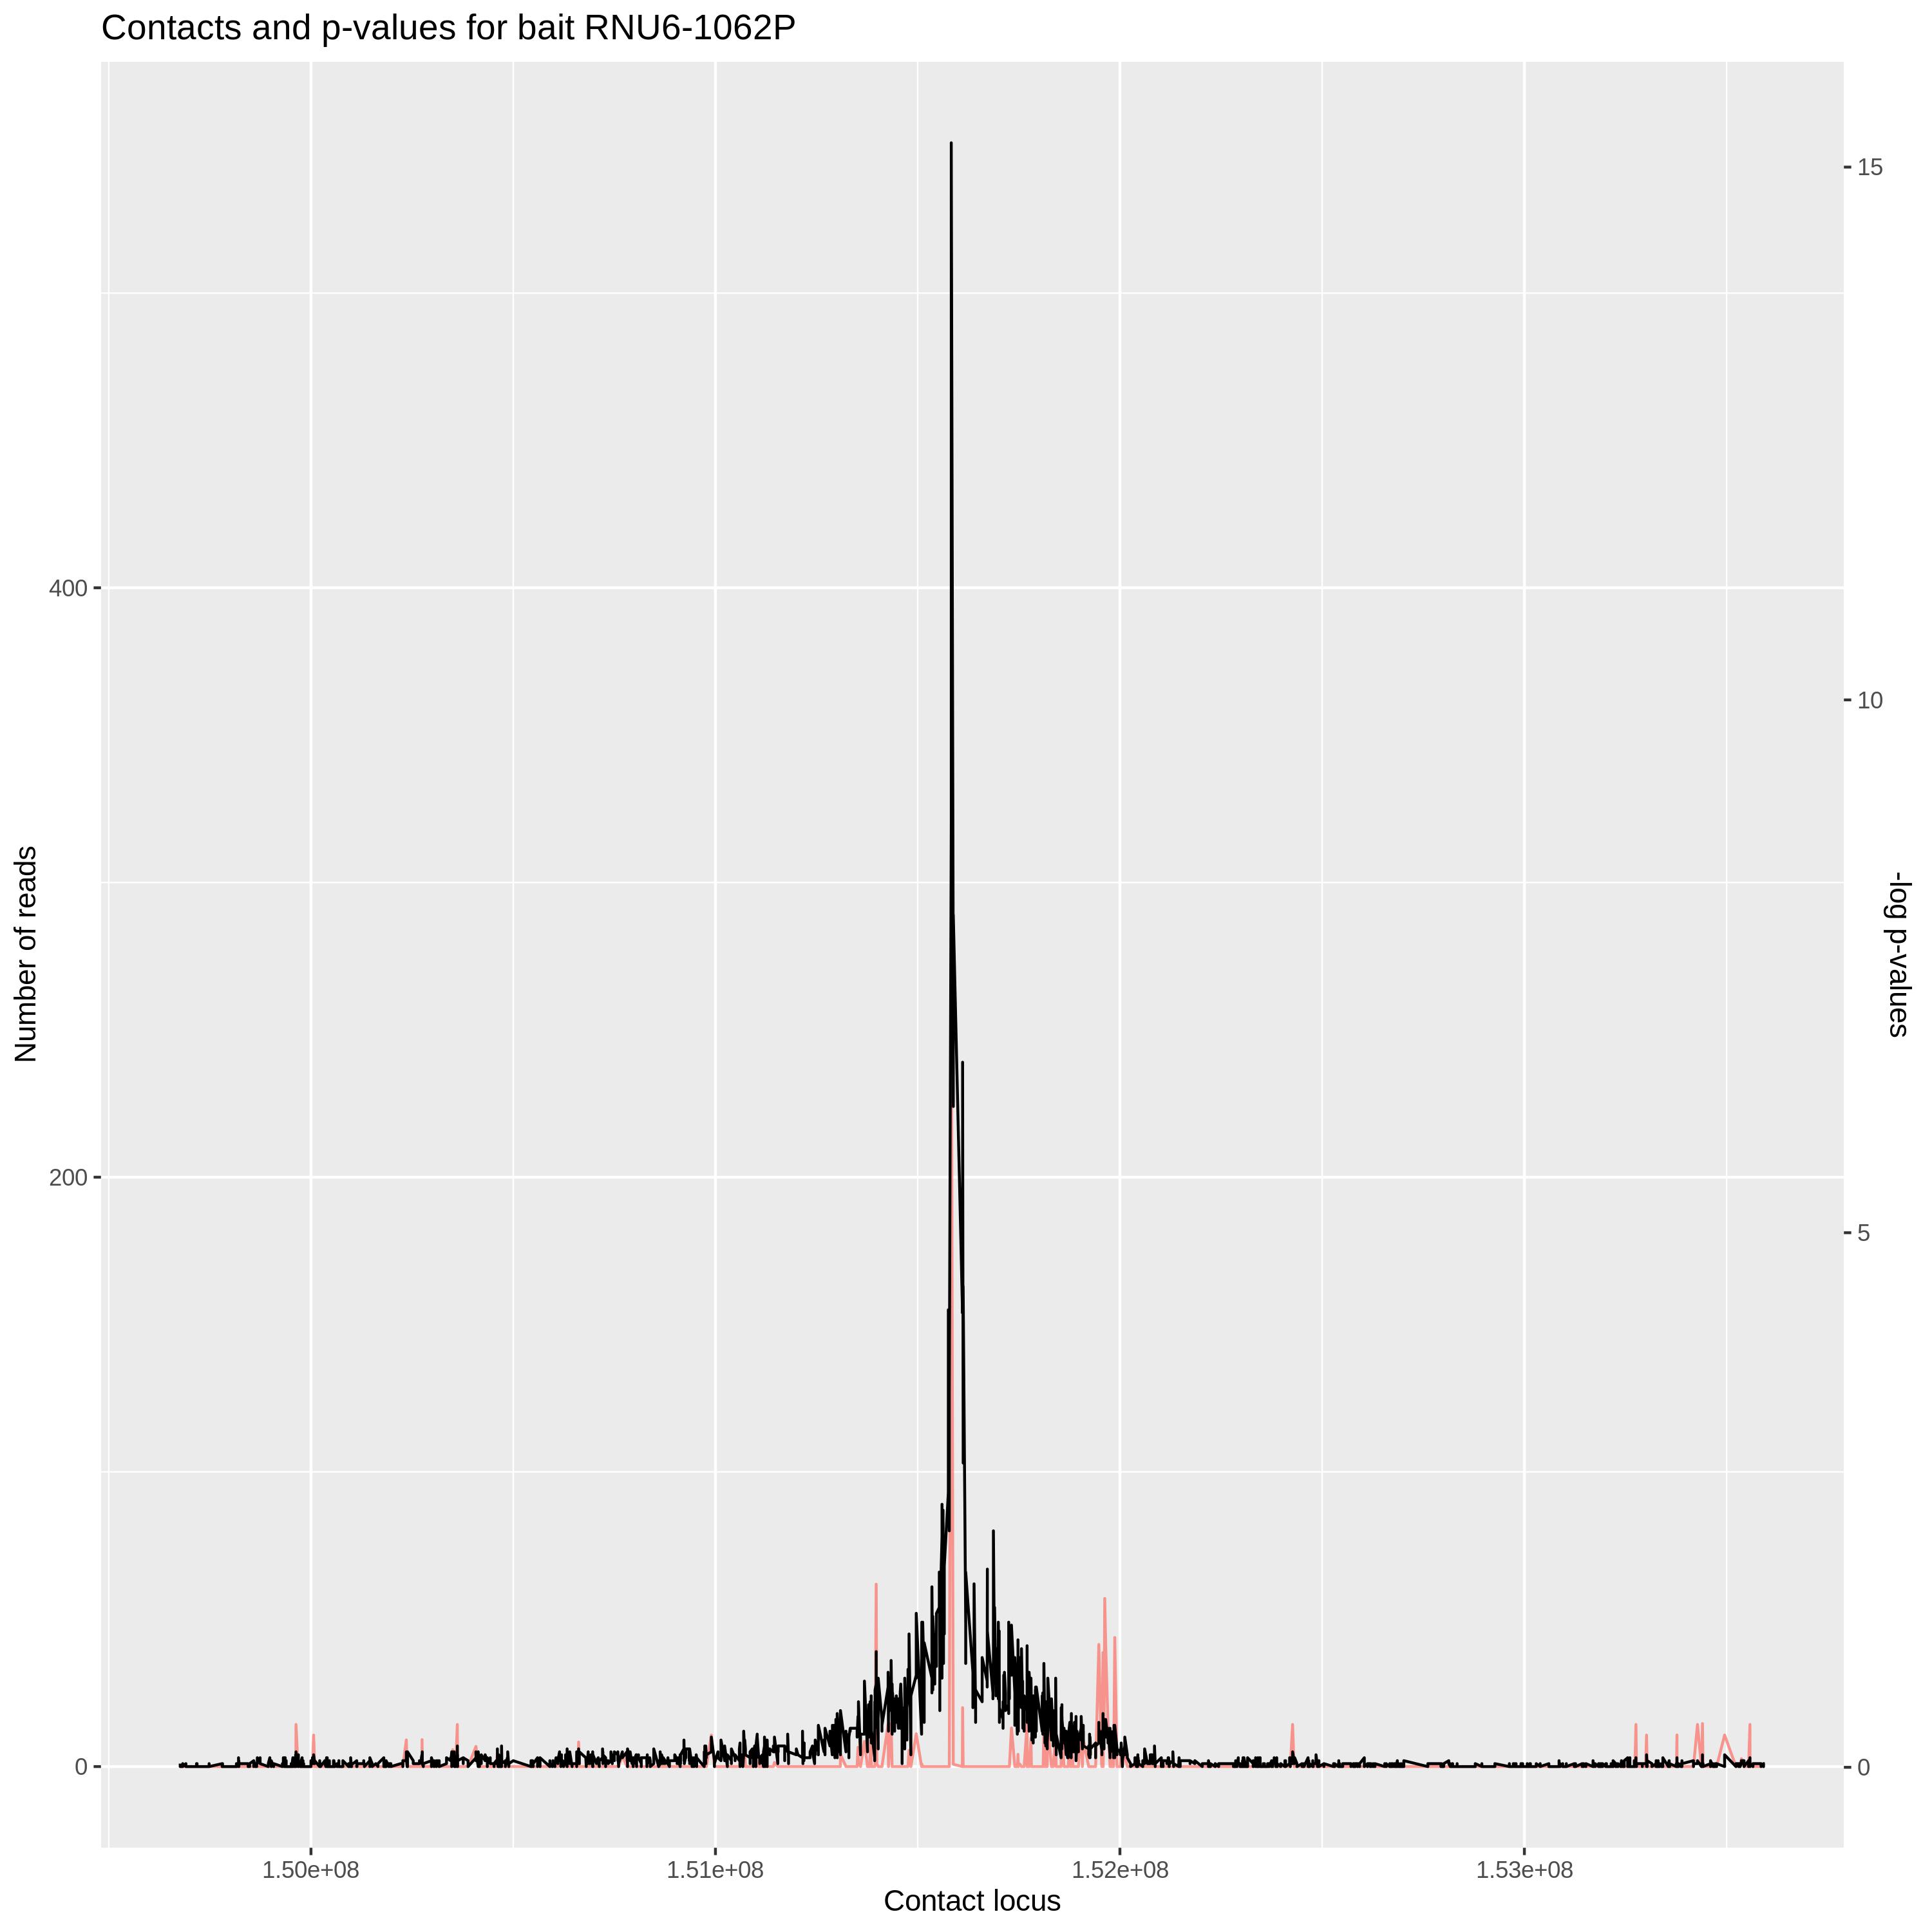 Contacts and p-values for bait RNU6-1062P
15
400
10
Number of reads
-log p-values
200
5
0
0
1.50e+08
1.51e+08
1.52e+08
1.53e+08
Contact locus